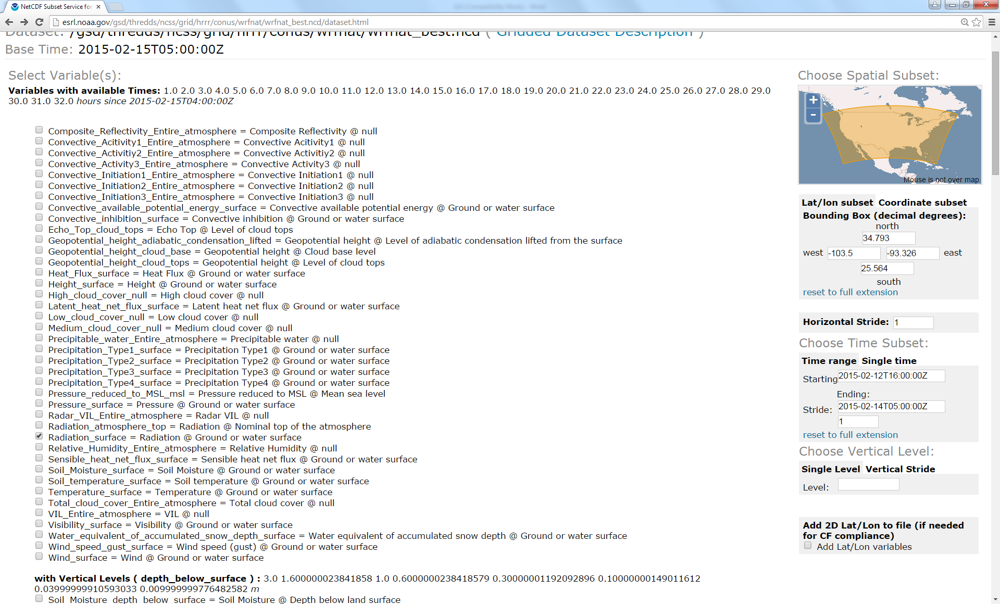 NetCDF Subset Service for
esrl.noaa.gov/gsd/thredds/ncss/grid/hrrr/conus/wrfnat/wrfnat_best.ncd/dataset.html
Dataset: /gsd/thredds/ncss/grid/hrrr/conus/wrfnat/wrfnat_best.ncd ( Gridded Dataset Description )
Base Time: 2015-02-15T05:00:00Z
Select Variable(s):
Variables with available Times: 1.0 2.0 3.0 4.0 5.0 6.0 7.0 8.0 9.0 10.0 11.0 12.0 13.0 14.0 15.0 16.0 17.0 18.0 19.0 20.0 21.0 22.0 23.0 24.0 25.0 26.0 27.0 28.0 29.0
30.0 31.0 32.0 hours since 2015-02-15T04:00:00Z
Composite_Reflectivity_Entire_atmosphere = Composite Reflectivity @ null
Convective_Acitivity1_Entire_atmosphere = Convective Acitivity1 @ null
Convective_Activitiy2_Entire_atmosphere = Convective Activitiy2 @ null
Convective_Activity3_Entire_atmosphere = Convective Activity3 @ null
Convective_Initiation1_Entire_atmosphere = Convective Initiation1 @ null
Convective_Initiation2_Entire_atmosphere = Convective Initiation2 @ null
Convective_Initiation3_Entire_atmosphere = Convective Initiation3 @ null
Convective_available_potential_energy_surface = Convective available potential energy @ Ground or water surface
Convective_inhibition_surface = Convective inhibition @ Ground or water surface
Echo_Top_cloud_tops = Echo Top @ Level of cloud tops
Geopotential_height_adiabatic_condensation_lifted = Geopotential height @ Level of adiabatic condensation lifted from the surface
Geopotential_height_cloud_base = Geopotential height @ Cloud base level
Geopotential_height_cloud_tops = Geopotential height @ Level of cloud tops
Heat_Flux_surface = Heat Flux @ Ground or water surface
Height_surface = Height @ Ground or water surface
High_cloud_cover_null = High cloud cover @ null
Latent_heat_net_flux_surface = Latent heat net flux @ Ground or water surface
Low_cloud_cover_null = Low cloud cover @ null
Medium_cloud_cover_null = Medium cloud cover @ null
Precipitable_water_Entire_atmosphere = Precipitable water @ null
Precipitation_Type1_surface = Precipitation Type1 @ Ground or water surface
Precipitation_Type2_surface = Precipitation Type2 @ Ground or water surface
Precipitation_Type3_surface = Precipitation Type3 @ Ground or water surface
Precipitation_Type4_surface = Precipitation Type4 @ Ground or water surface
Pressure_reduced_to_MSL_msl = Pressure reduced to MSL @ Mean sea level
Pressure_surface = Pressure @ Ground or water surface
Radar_VIL_Entire_atmosphere = Radar VIL @ null
Radiation_atmosphere_top = Radiation @ Nominal top of the atmosphere
Radiation_surface = Radiation @ Ground or water surface
Relative_Humidity_Entire_atmosphere = Relative Humidity @ null
Sensible_heat_net_flux_surface = Sensible heat net flux @ Ground or water surface
Soil_Moisture_surface = Soil Moisture @ Ground or water surface
Soil_temperature_surface = Soil temperature @ Ground or water surface
Temperature_surface = Temperature @ Ground or water surface
Total_cloud_cover_Entire_atmosphere = Total cloud cover @ null
VIL_Entire_atmosphere = VIL @ null
Visibility_surface = Visibility @ Ground or water surface
Water_equivalent_of_accumulated_snow_depth_surface = Water equivalent of accumulated snow depth @ Ground or water surface
Wind_speed_gust_surface = Wind speed (gust) @ Ground or water surface
Wind_surface = Wind @ Ground or water surface
with Vertical Levels ( depth_below_surface ) : 3.0 1.600000023841858 1.0 0.6000000238418579 0.30000001192092896 0.10000000149011612
0.03999999910593033 0.009999999776482582 m
Soil_Moisture_depth_below_surface = Soil Moisture @ Depth below land surface
Choose Spatial Subset:
+
-
Mouse is not over map
Lat/lon subset Coordinate subset
Bounding Box (decimal degrees):
north
34.793
west -103.5 -93.326 east
25.564
south
reset to full extension
Horizontal Stride: 1
Choose Time Subset:
Time range Single time
Starting 2015-02-12T16:00:00Z
Ending:
Stride: 2015-02-14T05:00:00Z
1
reset to full extension
Choose Vertical Level:
Single Level Vertical Stride
Level:
Add 2D Lat/Lon to file (if needed
for CF compliance)
Add Lat/Lon variables